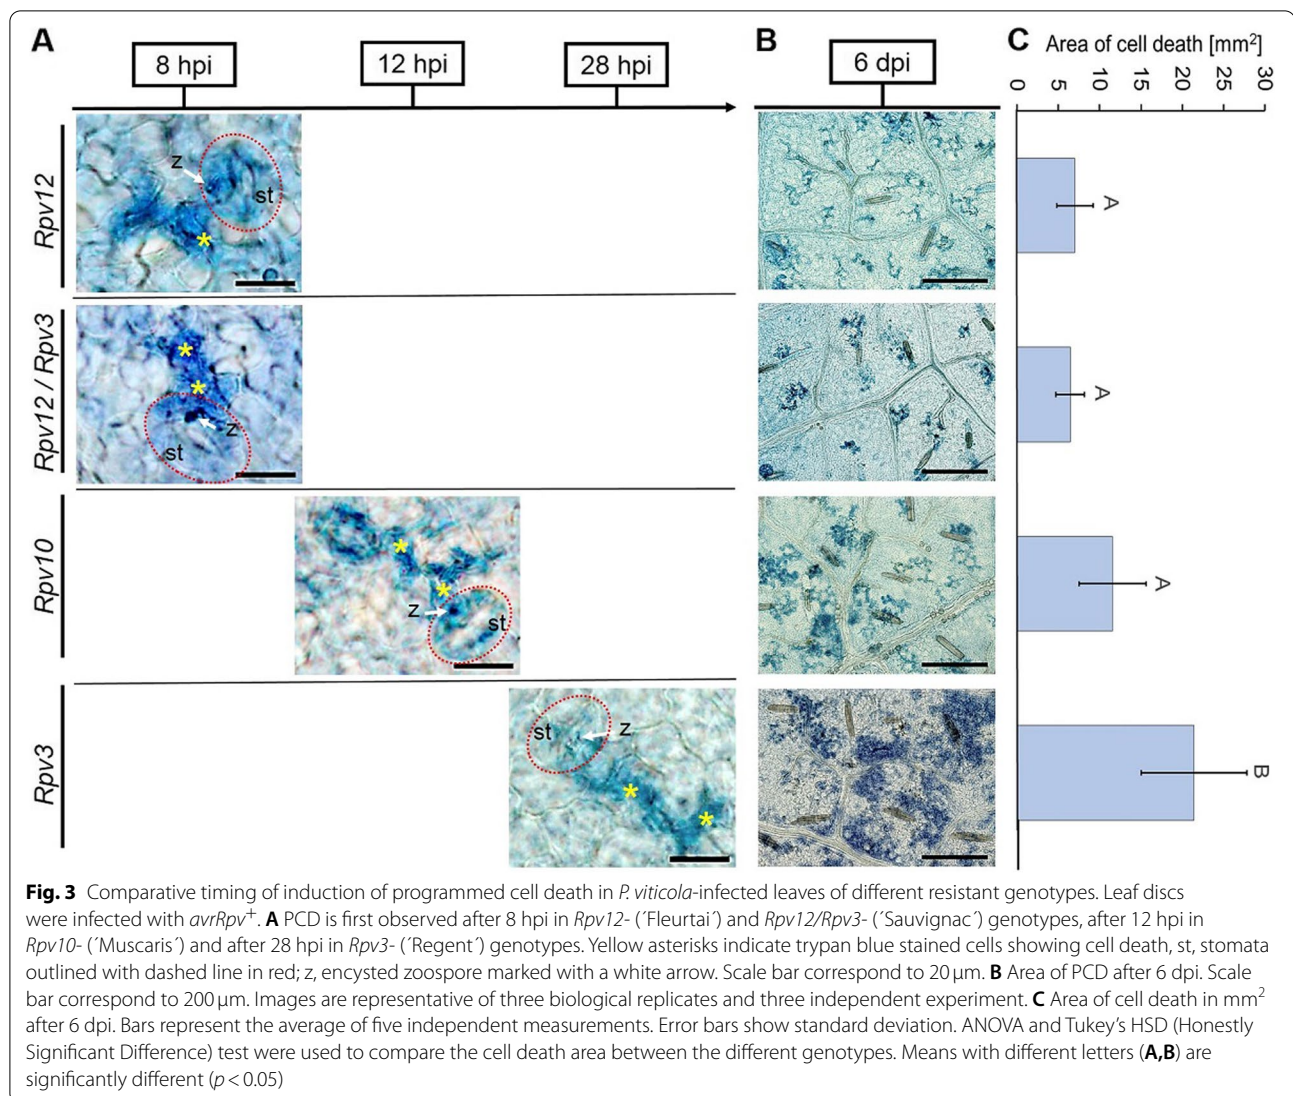 A
8 hpi
12 hpi
28 hpi
B
6 dpi
C
Area of cell death [mm²]
0 5 10 15 20 25 30
Rpv12
z
st
*
A
Rpv12 / Rpv3
*
*
z
st
A
Rpv10
*
*
z
st
A
Rpv3
st
z
*
*
B
Fig. 3 Comparative timing of induction of programmed cell death in P. viticola-infected leaves of different resistant genotypes. Leaf discs
were infected with avrRpv⁺. A PCD is first observed after 8 hpi in Rpv12- (´Fleurtai´) and Rpv12/Rpv3- (´Sauvignac´) genotypes, after 12 hpi in
Rpv10- (´Muscaris´) and after 28 hpi in Rpv3- (´Regent´) genotypes. Yellow asterisks indicate trypan blue stained cells showing cell death, st, stomata
outlined with dashed line in red; z, encysted zoospore marked with a white arrow. Scale bar correspond to 20 µm. B Area of PCD after 6 dpi. Scale
bar correspond to 200 µm. Images are representative of three biological replicates and three independent experiment. C Area of cell death in mm²
after 6 dpi. Bars represent the average of five independent measurements. Error bars show standard deviation. ANOVA and Tukey's HSD (Honestly
Significant Difference) test were used to compare the cell death area between the different genotypes. Means with different letters (A,B) are
significantly different (p < 0.05)